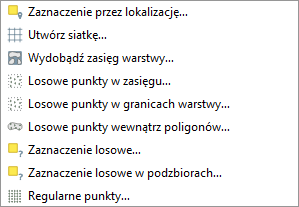 Zaznaczenie przez lokalizację...
Utwórz siatkę...
Wydobądź zasięg warstwy...
Losowe punkty w zasięgu...
Losowe punkty w granicach warstwy...
Losowe punkty wewnątrz poligonów...
Zaznaczenie losowe...
Zaznaczenie losowe w podzbiorach...
Regularne punkty...